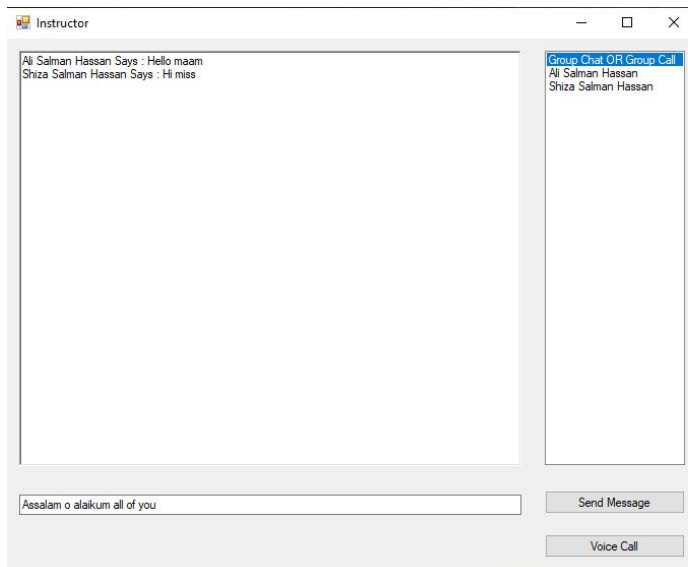 Instructor
Ali Salman Hassan Says : Hello maam
Shiza Salman Hassan Says : Hi miss
Group Chat OR Group Call
Ali Salman Hassan
Shiza Salman Hassan
Assalam o alaikum all of you
Send Message
Voice Call